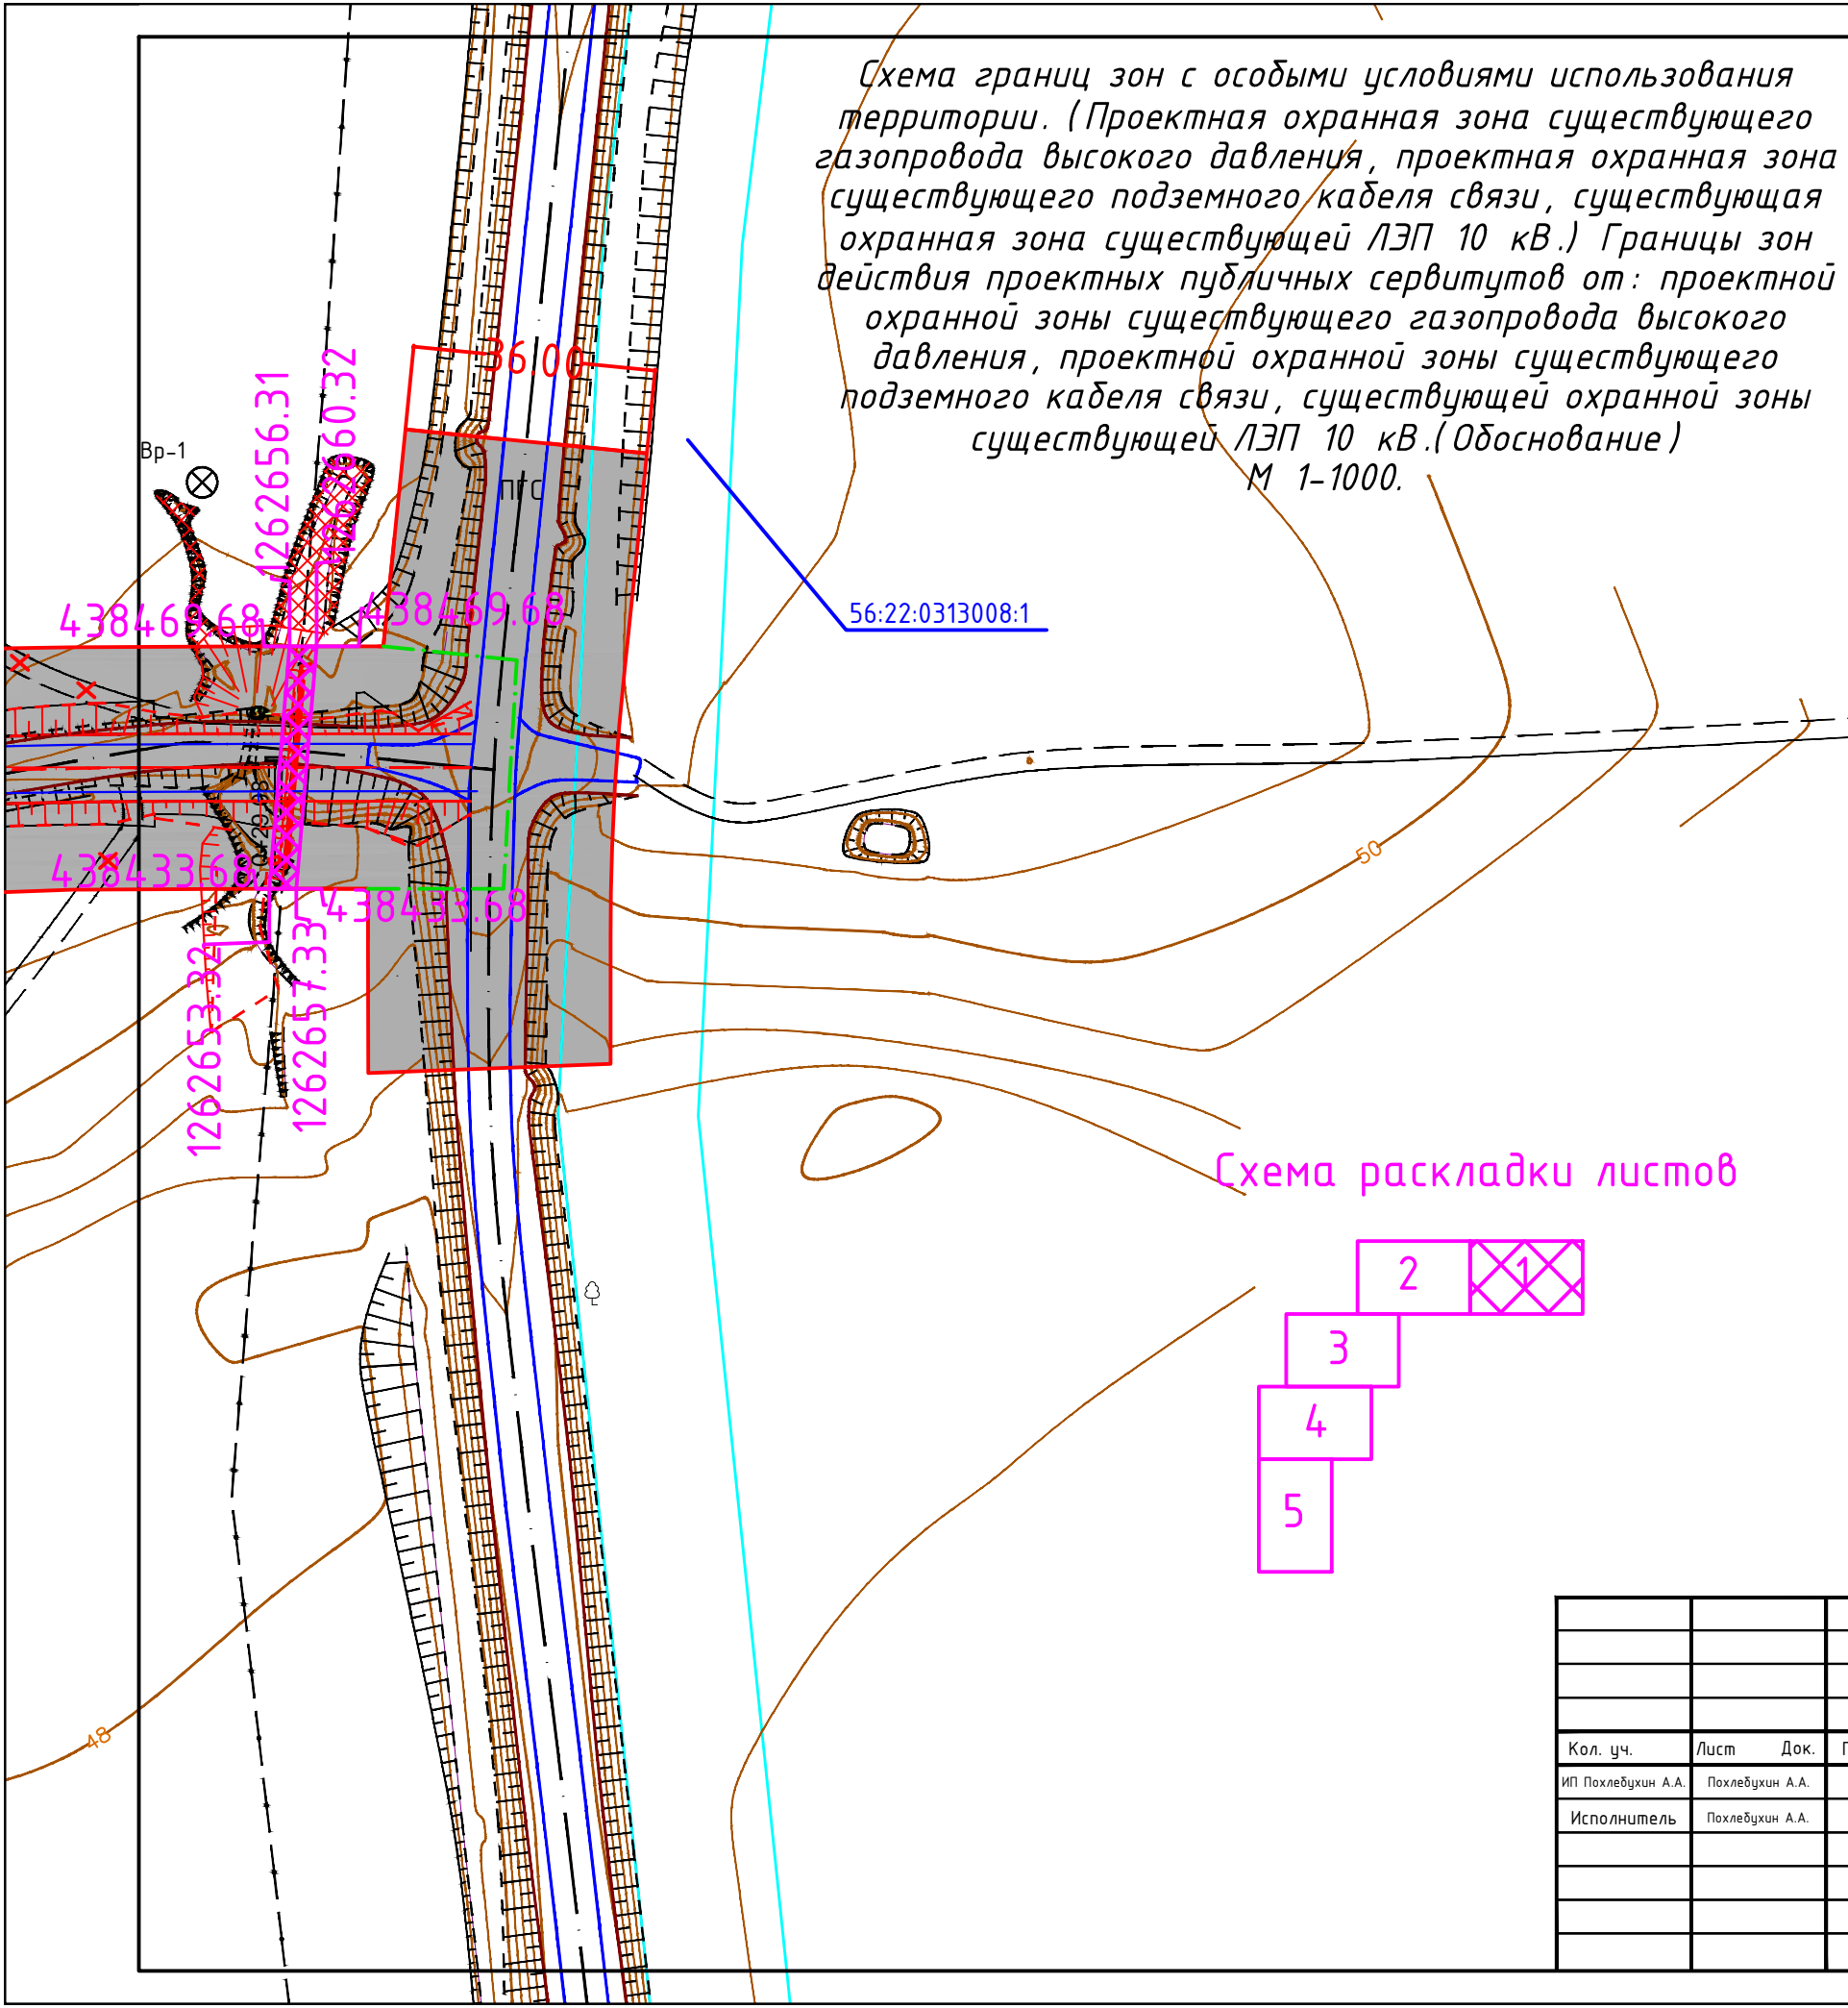 Схема границ зон с особыми условиями использования
территории. (Проектная охранная зона существующего
газопровода высокого давления, проектная охранная зона
существующего подземного кабеля связи, существующая
охранная зона существующей ЛЭП 10 кВ.) Границы зон
действия проектных публичных сервитутов от: проектной
охранной зоны существующего газопровода высокого
давления, проектной охранной зоны существующего
подземного кабеля связи, существующей охранной зоны
существующей ЛЭП 10 кВ.(Обоснование)
М 1-1000.
36.00
1262656.31
1262660.32
Вр-1
ПГС
438469.68
438469.68
56:22:0313008:1
438433.68
438433.68
1262653.32
1262657.33
50
48
Схема раскладки листов
2
1
3
4
5
Кол. уч.
Лист
Док.
ИП Похлебухин А.А.
Похлебухин А.А.
Исполнитель
Похлебухин А.А.